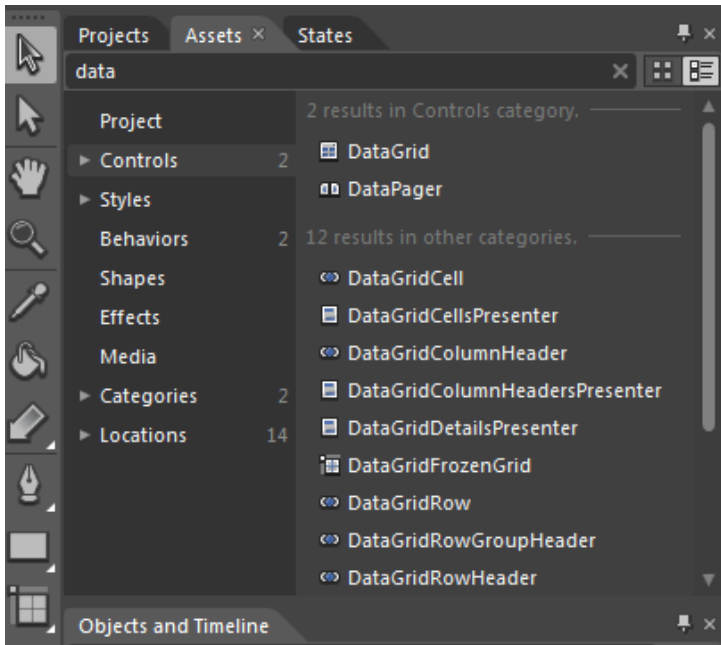 Projects Assets × States
data
Project
Controls 2
Styles
Behaviors 2
Shapes
Effects
Media
Categories 2
Locations 14
2 results in Controls category.
DataGrid
DataPager
12 results in other categories.
DataGridCell
DataGridCellsPresenter
DataGridColumnHeader
DataGridColumnHeadersPresenter
DataGridDetailsPresenter
DataGridFrozenGrid
DataGridRow
DataGridRowGroupHeader
DataGridRowHeader
Objects and Timeline